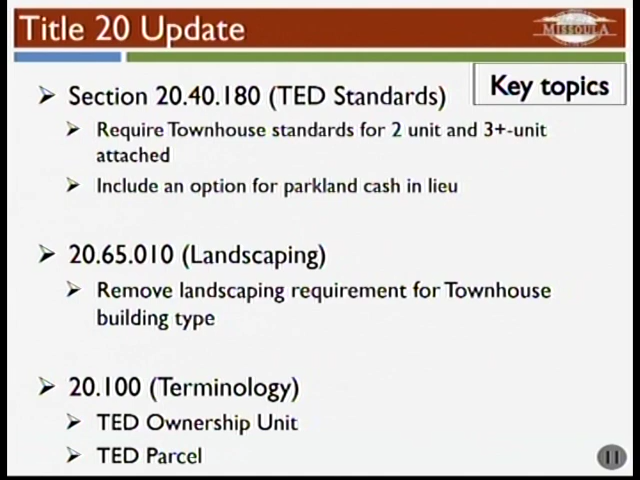 Title 20 Update
MISSOULA
Key topics
Section 20.40.180 (TED Standards)
Require Townhouse standards for 2 unit and 3+-unit
attached
Include an option for parkland cash in lieu
20.65.010 (Landscaping)
Remove landscaping requirement for Townhouse
building type
20.100 (Terminology)
TED Ownership Unit
TED Parcel
11